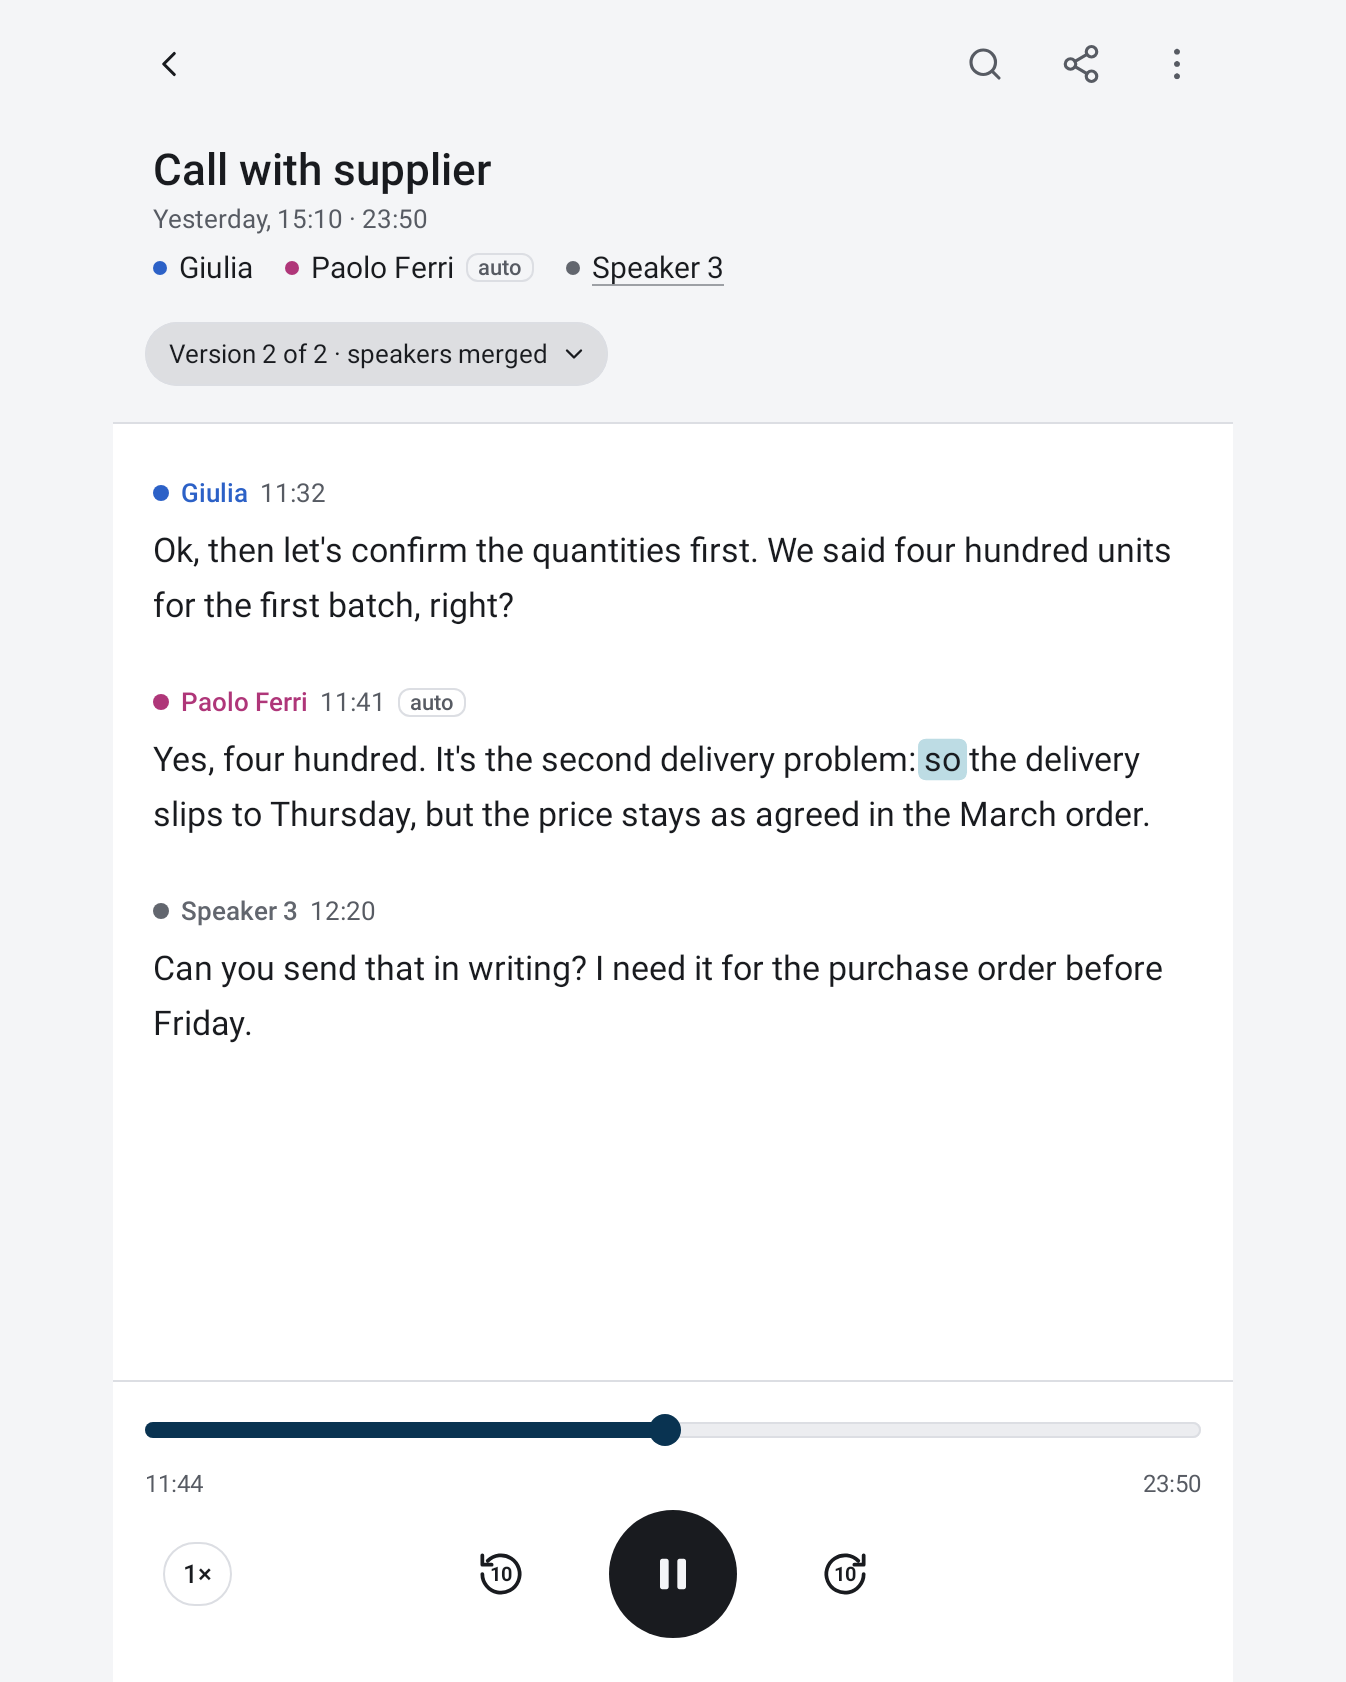 Call with supplier
Yesterday, 15:10 · 23:50
Giulia Paolo Ferri auto Speaker 3
Version 2 of 2 · speakers merged
Giulia 11:32
Ok, then let's confirm the quantities first. We said four hundred units
for the first batch, right?
Paolo Ferri 11:41 auto
Yes, four hundred. It's the second delivery problem: so the delivery
slips to Thursday, but the price stays as agreed in the March order.
Speaker 3 12:20
Can you send that in writing? I need it for the purchase order before
Friday.
11:44 23:50
1× 10 10